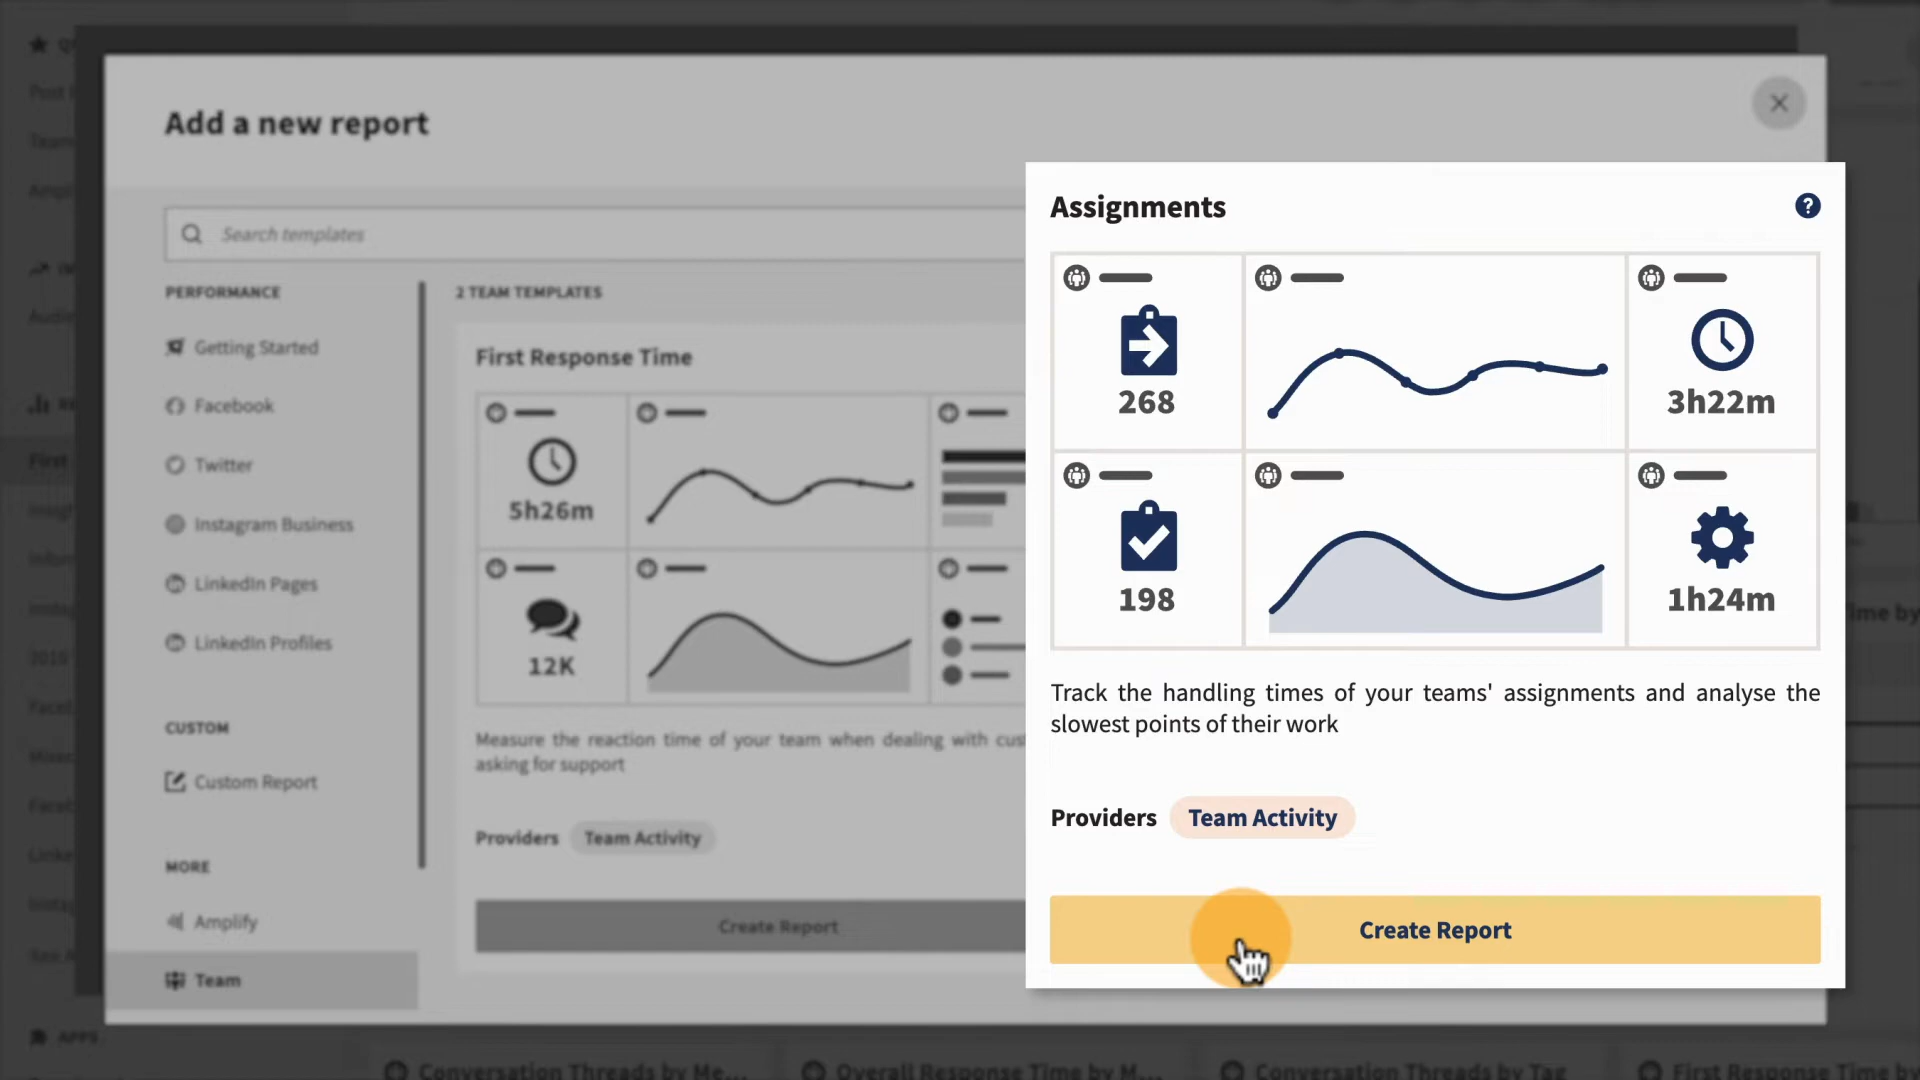 Add a new report
Search templates
PERFORMANCE
Getting Started
Facebook
Twitter
Instagram Business
LinkedIn Pages
LinkedIn Profiles
CUSTOM
Custom Report
MORE
Amplify
Team
2 TEAM TEMPLATES
First Response Time
5h26m
12K
Measure the reaction time of your team when dealing with
asking for support
Providers Team Activity
Create Report
Assignments
?
268
3h22m
198
1h24m
Track the handling times of your teams' assignments and analyse the
slowest points of their work
Providers Team Activity
Create Report
First
2015
APPS
Conversation Threads by Me...
Overall Response Time by M...
Conversation Threads by Tag
First Response Time by